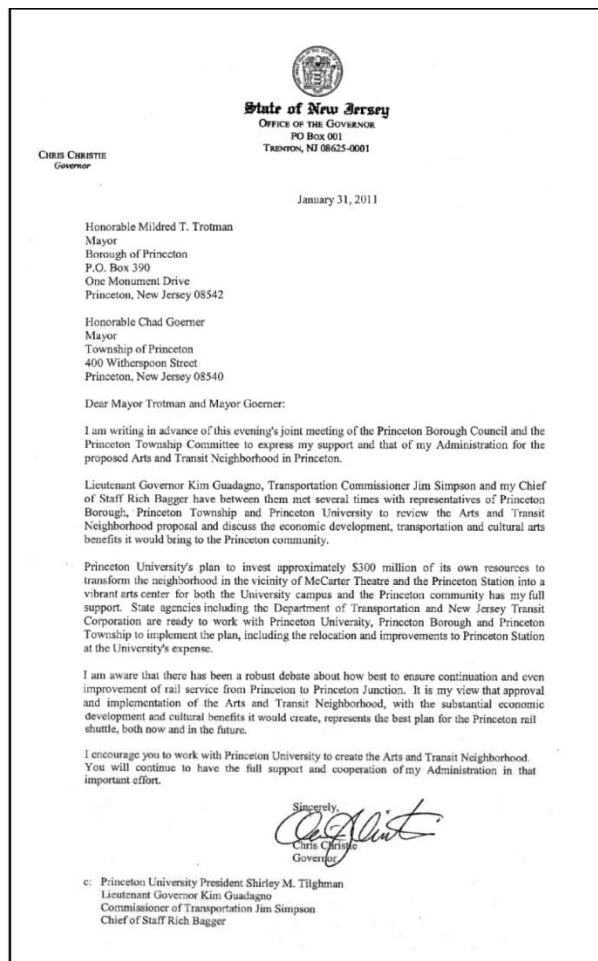 State of New Jersey
OFFICE OF THE GOVERNOR
PO BOX 001
TRENTON, NJ 08625-0001
CHRIS CHRISTIE
Governor
January 31, 2011
Honorable Mildred T. Trotman
Mayor
Borough of Princeton
P.O. Box 390
One Monument Drive
Princeton, New Jersey 08542
Honorable Chad Goerner
Mayor
Township of Princeton
400 Witherspoon Street
Princeton, New Jersey 08540
Dear Mayor Trotman and Mayor Goerner:
I am writing in advance of this evening's joint meeting of the Princeton Borough Council and the
Princeton Township Committee to express my support and that of my Administration for the
proposed Arts and Transit Neighborhood in Princeton.
Lieutenant Governor Kim Guadagno, Transportation Commissioner Jim Simpson and my Chief
of Staff Rich Bagger have between them met several times with representatives of Princeton
Borough, Princeton Township and Princeton University to review the Arts and Transit
Neighborhood proposal and discuss the economic development, transportation and cultural arts
benefits it would bring to the Princeton community.
Princeton University's plan to invest approximately $300 million of its own resources to
transform the neighborhood in the vicinity of McCarter Theatre and the Princeton Station into a
vibrant arts center for both the University campus and the Princeton community has my full
support. State agencies including the Department of Transportation and New Jersey Transit
Corporation are ready to work with Princeton University, Princeton Borough and Princeton
Township to implement the plan, including the relocation and improvements to Princeton Station
at the University's expense.
I am aware that there has been a robust debate about how best to ensure continuation and even
improvement of rail service from Princeton to Princeton Junction. It is my view that approval
and implementation of the Arts and Transit Neighborhood, with the substantial economic
development and cultural benefits it would create, represents the best plan for the Princeton rail
shuttle, both now and in the future.
I encourage you to work with Princeton University to create the Arts and Transit Neighborhood.
You will continue to have the full support and cooperation of my Administration in that
important effort.
Sincerely,
Chris Christie
Governor
c: Princeton University President Shirley M. Tilghman
Lieutenant Governor Kim Guadagno
Commissioner of Transportation Jim Simpson
Chief of Staff Rich Bagger